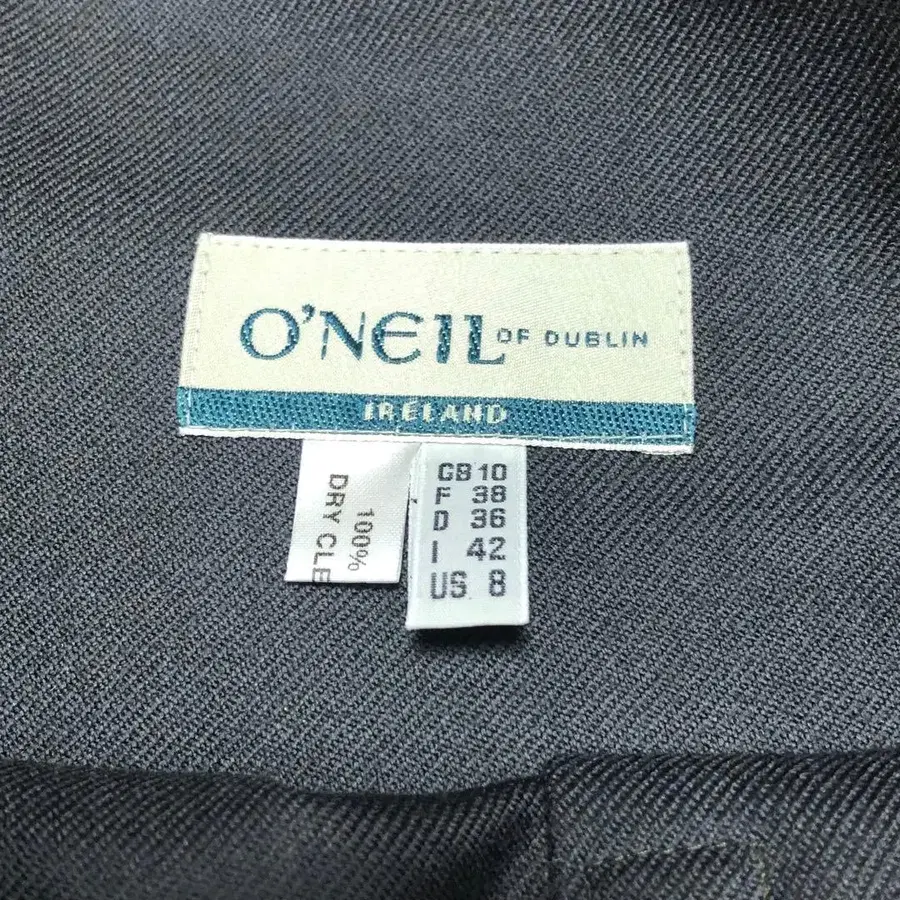 O'NEIL OF DUBLIN
IRELAND
100%
DRY CLE
GB 10
F 38
D 36
I 42
US 8